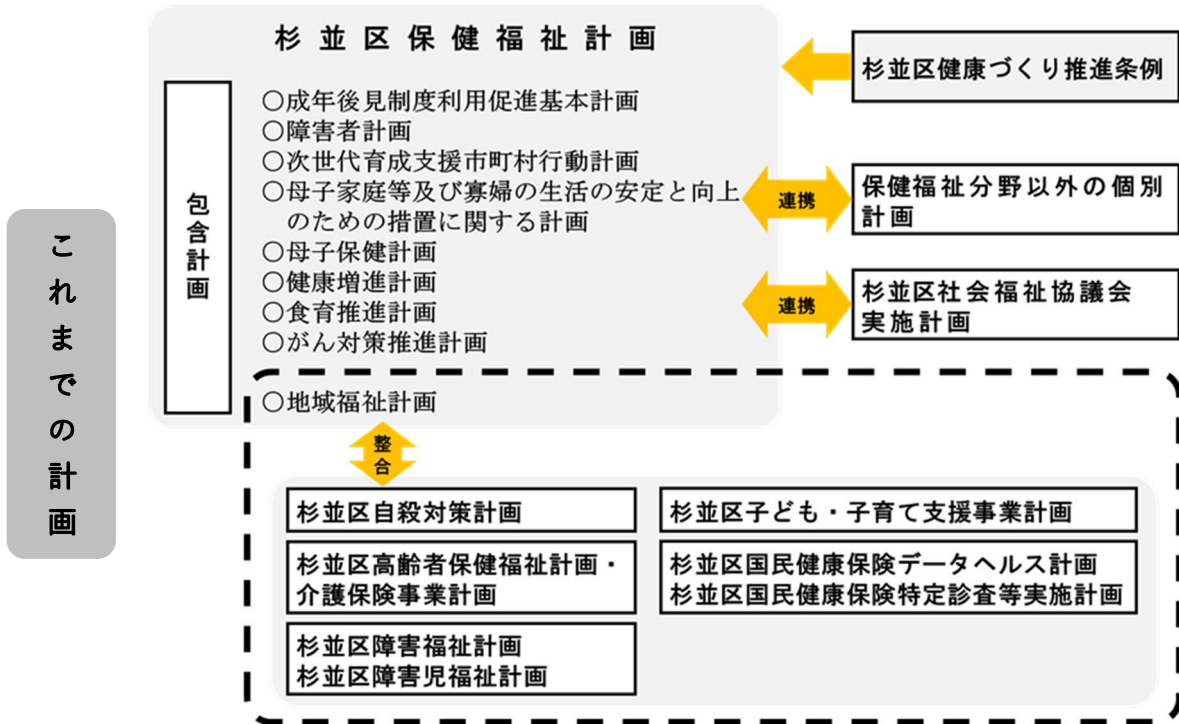 これまでの計画
杉並区保健福祉計画
包含計画
○成年後見制度利用促進基本計画
○障害者計画
○次世代育成支援市町村行動計画
○母子家庭等及び寡婦の生活の安定と向上
のための措置に関する計画
○母子保健計画
○健康増進計画
○食育推進計画
○がん対策推進計画
○地域福祉計画
杉並区健康づくり推進条例
連携
保健福祉分野以外の個別
計画
連携
杉並区社会福祉協議会
実施計画
整合
杉並区自殺対策計画
杉並区高齢者保健福祉計画・
介護保険事業計画
杉並区障害福祉計画
杉並区障害児福祉計画
杉並区子ども・子育て支援事業計画
杉並区国民健康保険データヘルス計画
杉並区国民健康保険特定診査等実施計画